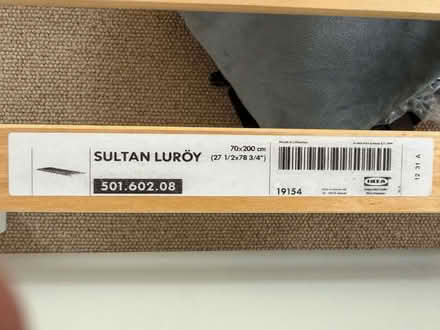 SULTAN LURÖY
70x200 cm
(27 1/2x78 3/4")
501.602.08
19154
IKEA
12 31 A